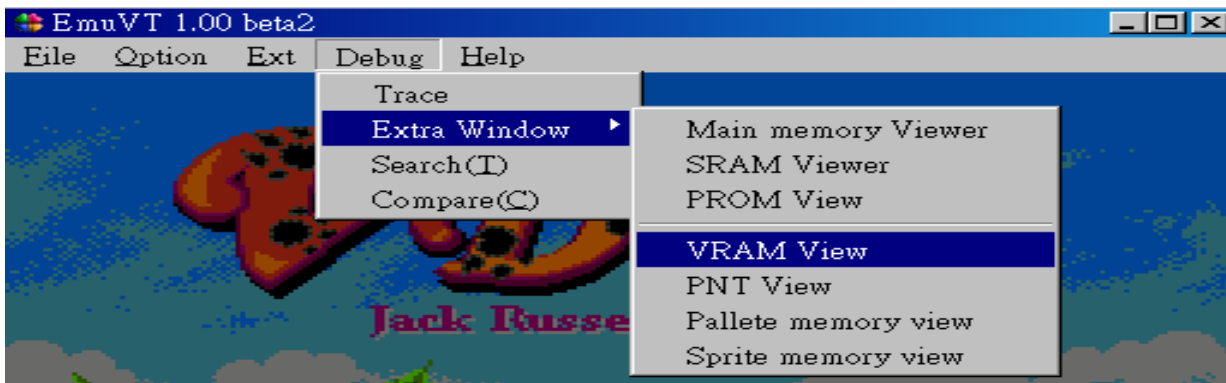 EmuVT 1.00 beta2
File Option Ext Debug Help
Trace
Extra Window
Search(T)
Compare(C)
Main memory Viewer
SRAM Viewer
PROM View
VRAM View
PNT View
Pallete memory view
Sprite memory view
Jack Russe